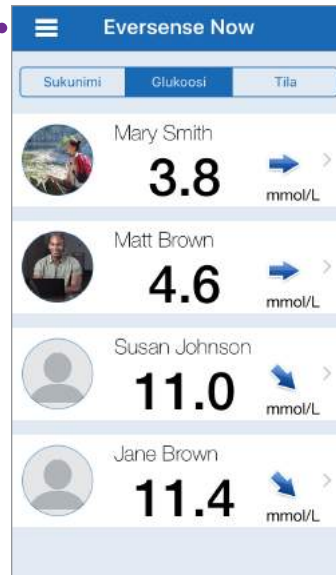 Eversense Now
Sukunimi Glukoosi Tila
Mary Smith
3.8
mmol/L
Matt Brown
4.6
mmol/L
Susan Johnson
11.0
mmol/L
Jane Brown
11.4
mmol/L